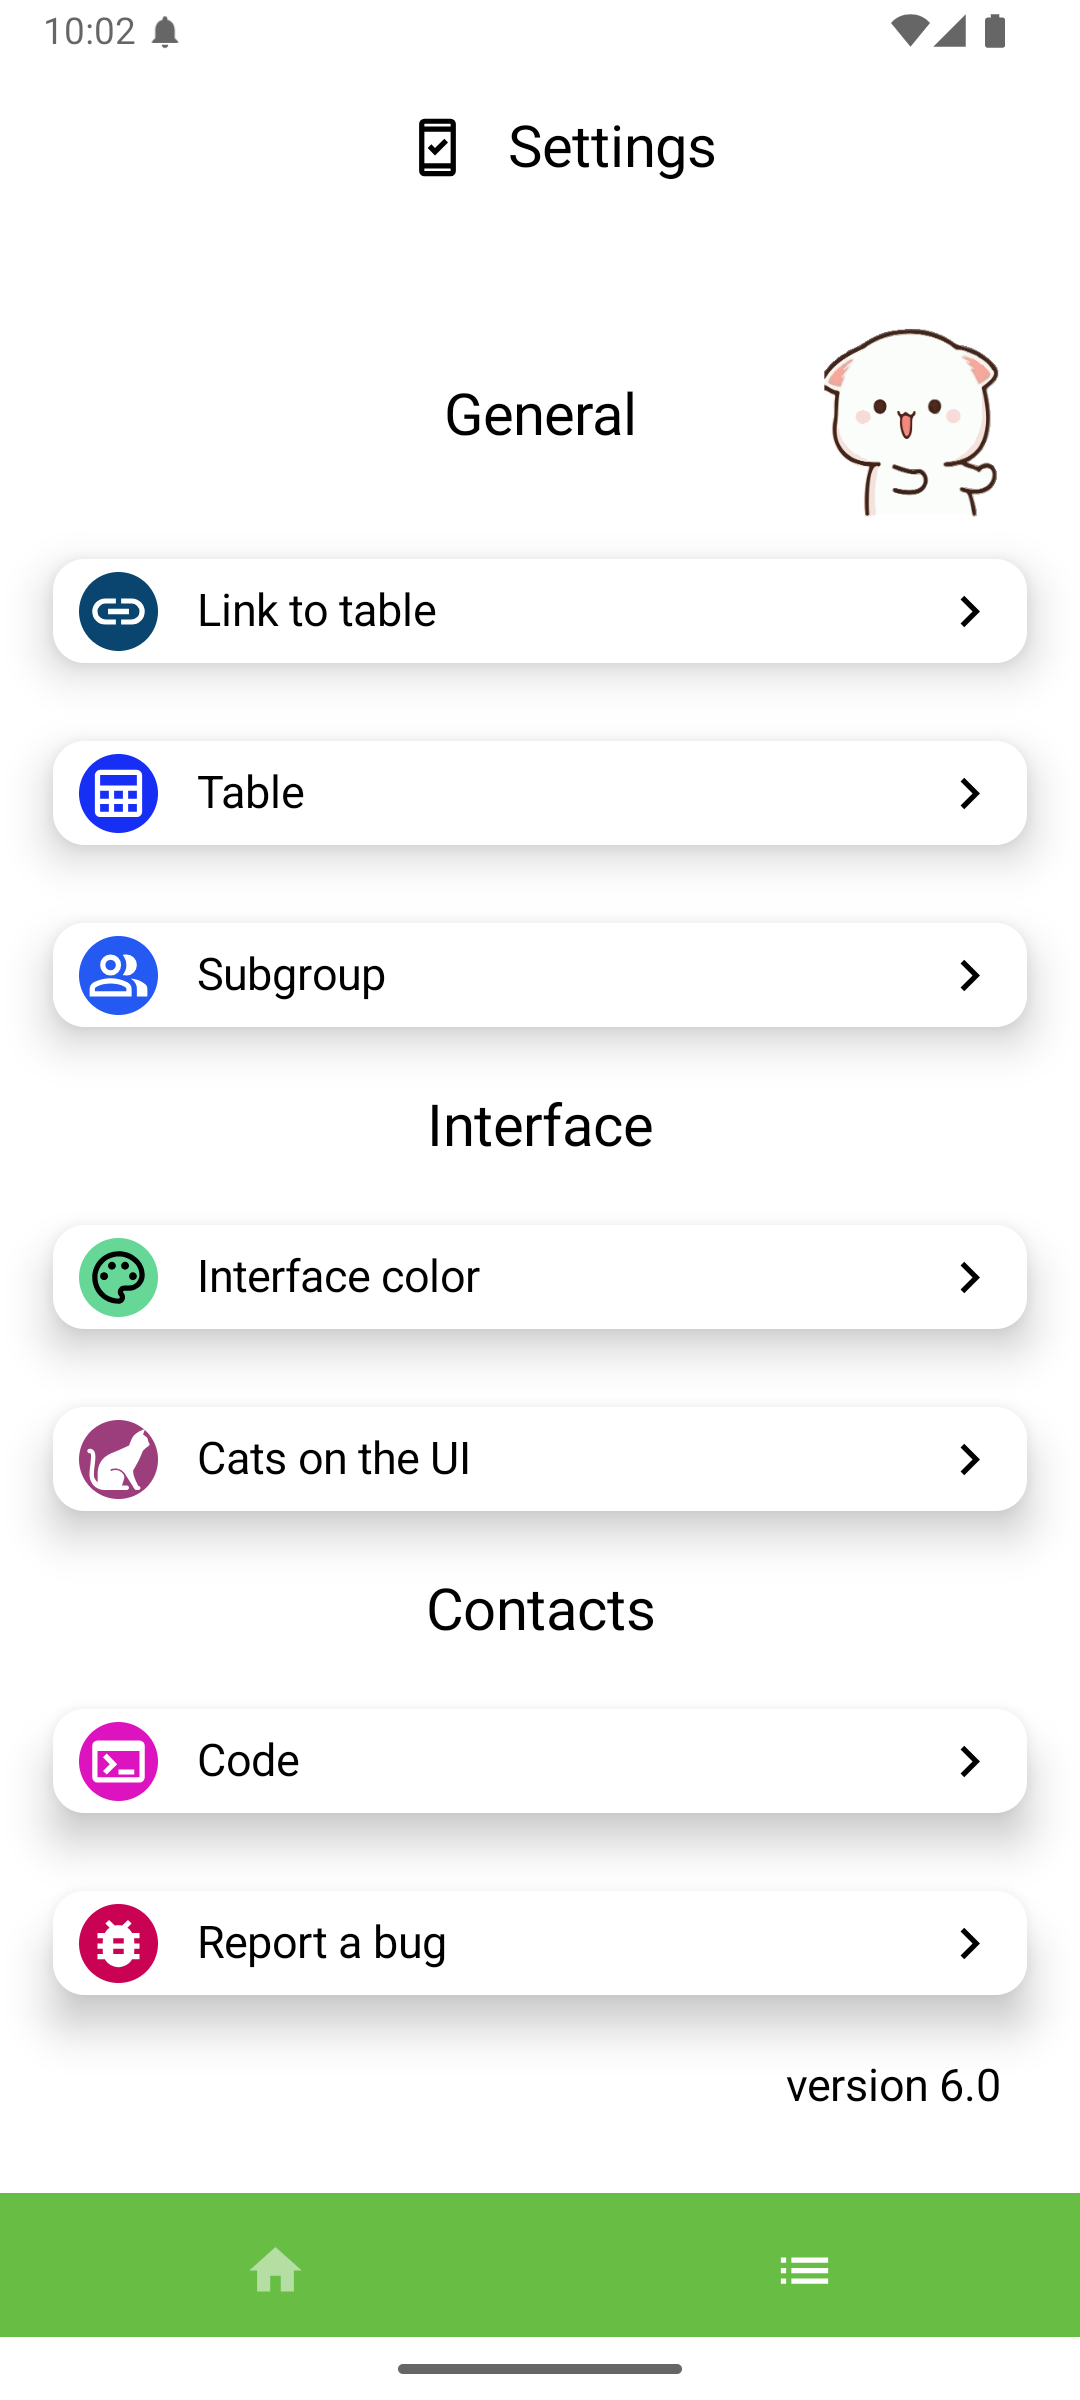 10:02
Settings
General
Link to table
Table
Subgroup
Interface
Interface color
Cats on the UI
Contacts
Code
Report a bug
version 6.0